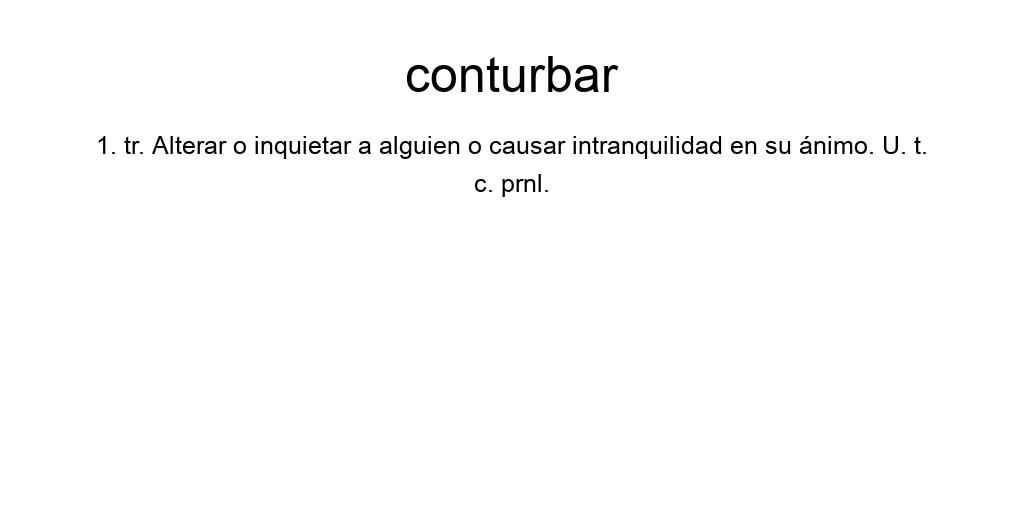 conturbar
1. tr. Alterar o inquietar a alguien o causar intranquilidad en su ánimo. U. t.
c. prnl.